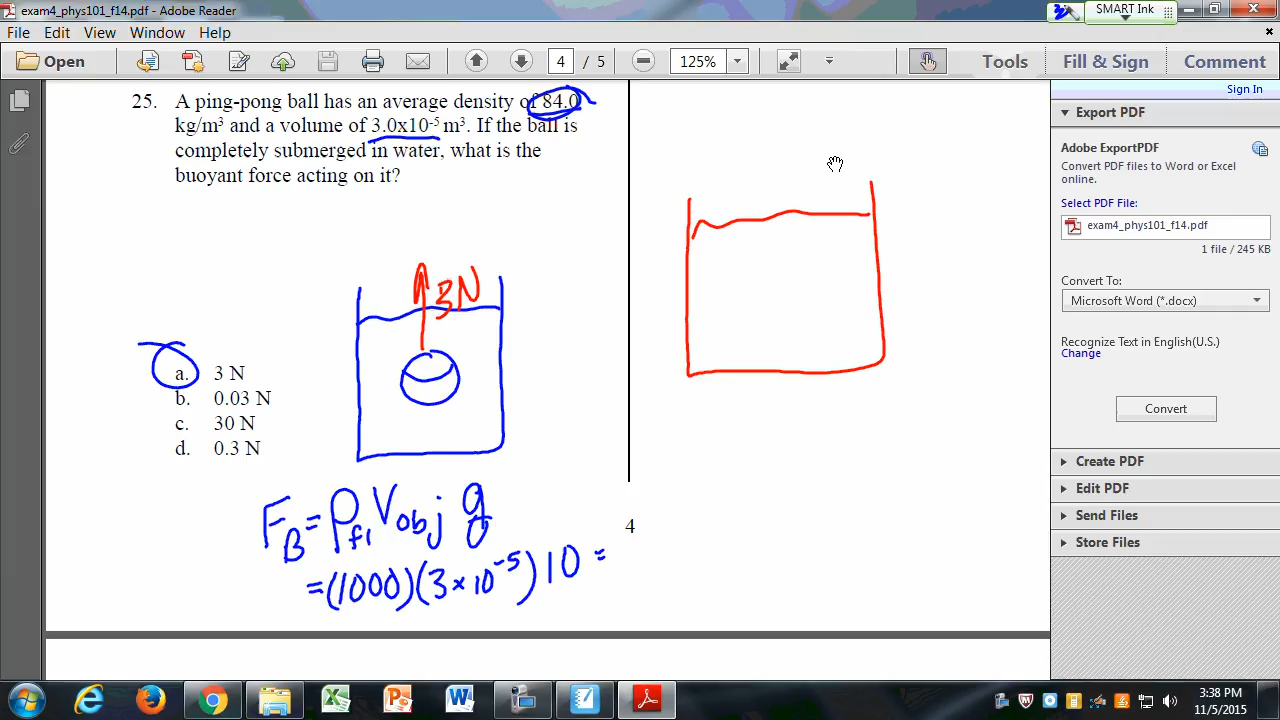 exam4_phys101_f14.pdf - Adobe Reader
SMART Ink
File Edit View Window Help
Open 4 / 5 125% Tools Fill & Sign Comment
Sign In
25. A ping-pong ball has an average density of 84.0
kg/m³ and a volume of 3.0x10⁻⁵ m³. If the ball is
completely submerged in water, what is the
buoyant force acting on it?
3N
a. 3 N
b. 0.03 N
c. 30 N
d. 0.3 N
F_B = ρ_fl V_obj g
= (1000)(3 × 10⁻⁵) 10 =
4
Export PDF
Adobe ExportPDF
Convert PDF files to Word or Excel
online.
Select PDF File:
exam4_phys101_f14.pdf
1 file / 245 KB
Convert To:
Microsoft Word (*.docx)
Recognize Text in English(U.S.)
Change
Convert
Create PDF
Edit PDF
Send Files
Store Files
3:38 PM
11/5/2015